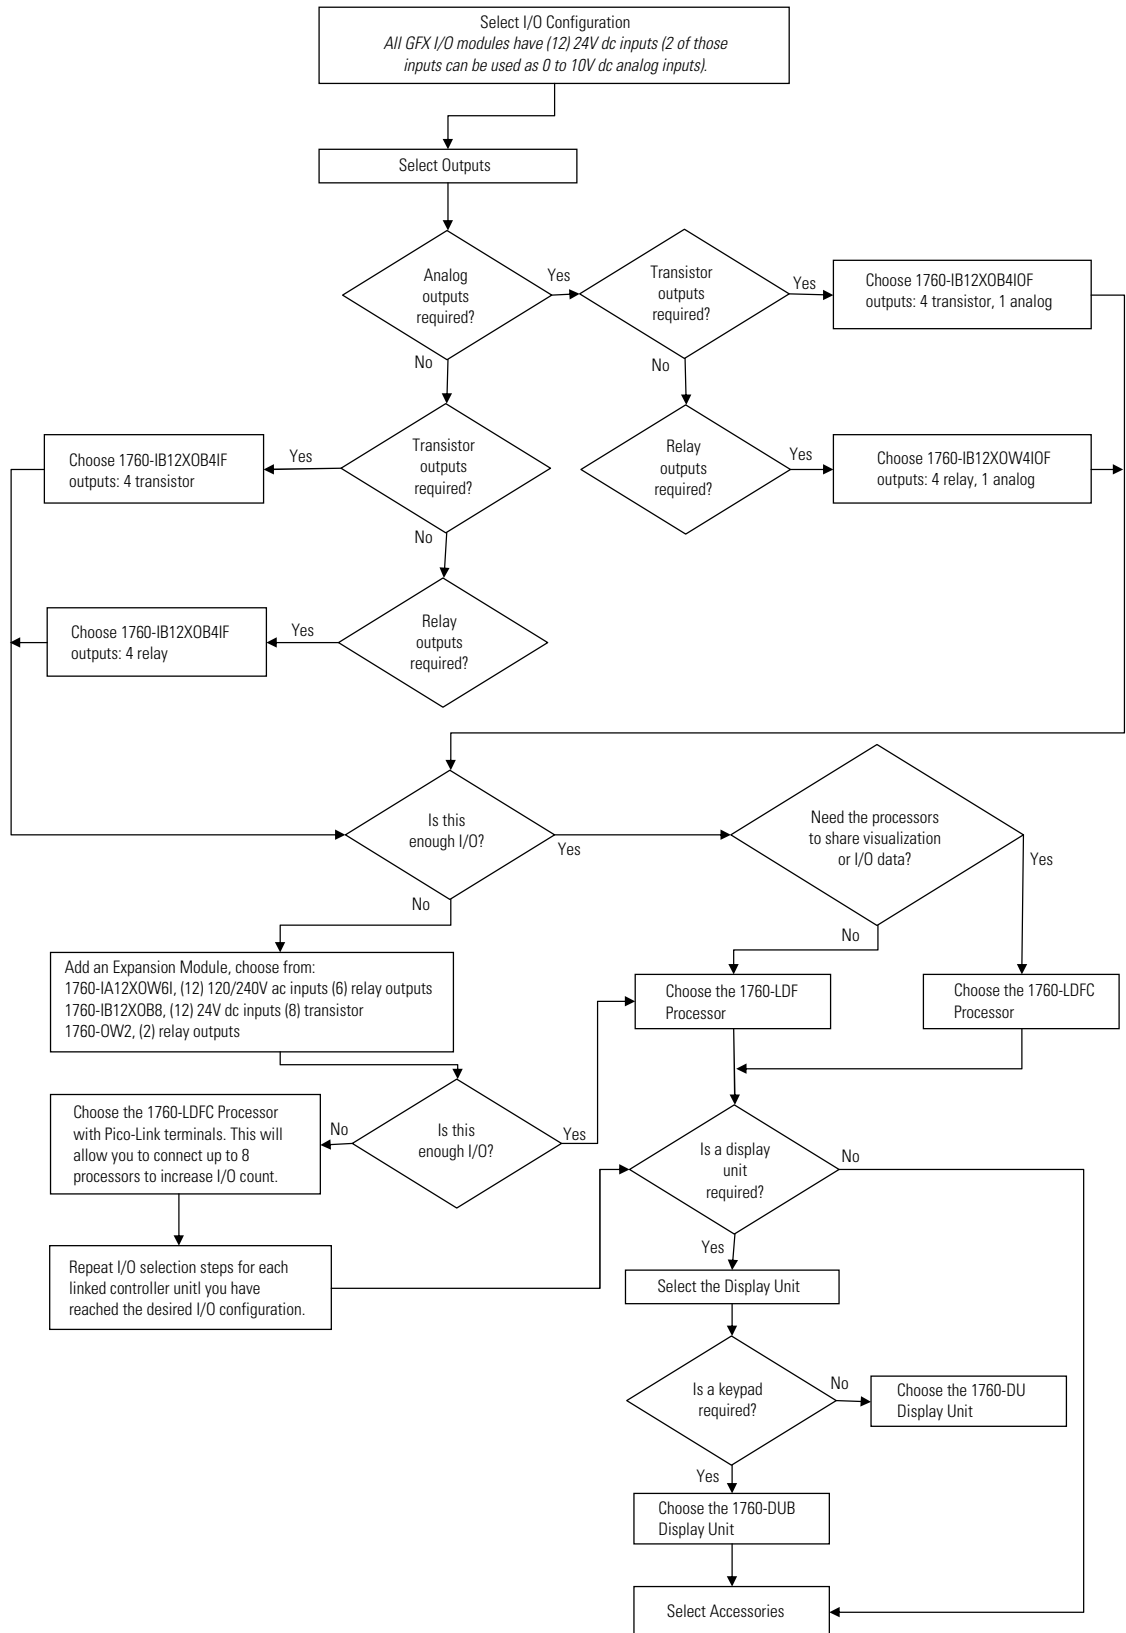 Select I/O Configuration
All GFX I/O modules have (12) 24V dc inputs (2 of those
inputs can be used as 0 to 10V dc analog inputs).
Select Outputs
Analog
outputs
required?
Yes
No
Transistor
outputs
required?
Yes
No
Choose 1760-IB12XOB4IOF
outputs: 4 transistor, 1 analog
Choose 1760-IB12XOB4IF
outputs: 4 transistor
Yes
Transistor
outputs
required?
No
Relay
outputs
required?
Yes
Choose 1760-IB12XOW4IOF
outputs: 4 relay, 1 analog
Choose 1760-IB12XOB4IF
outputs: 4 relay
Yes
Relay
outputs
required?
Is this
enough I/O?
Yes
No
Need the processors
to share visualization
or I/O data?
Yes
No
Add an Expansion Module, choose from:
1760-IA12XOW6I, (12) 120/240V ac inputs (6) relay outputs
1760-IB12XOB8, (12) 24V dc inputs (8) transistor
1760-OW2, (2) relay outputs
Choose the 1760-LDF
Processor
Choose the 1760-LDFC
Processor
Choose the 1760-LDFC Processor
with Pico-Link terminals. This will
allow you to connect up to 8
processors to increase I/O count.
No
Is this
enough I/O?
Yes
Is a display
unit
required?
No
Yes
Repeat I/O selection steps for each
linked controller unitl you have
reached the desired I/O configuration.
Select the Display Unit
Is a keypad
required?
No
Yes
Choose the 1760-DU
Display Unit
Choose the 1760-DUB
Display Unit
Select Accessories